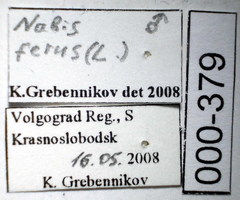 Nabis ♂
ferus (L.)
K.Grebennikov det 2008
Volgograd Reg., S
Krasnoslobodsk
16.05. 2008
K. Grebennikov
000-379